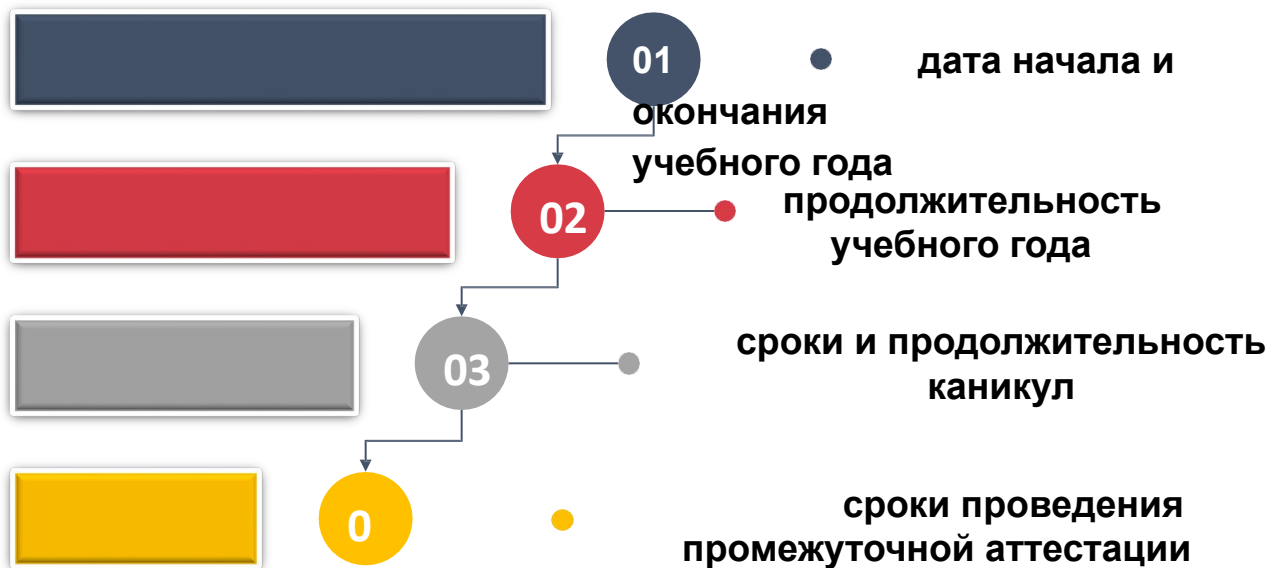 01
дата начала и
окончания
учебного года
02
продолжительность
учебного года
03
сроки и продолжительность
каникул
0
сроки проведения
промежуточной аттестации